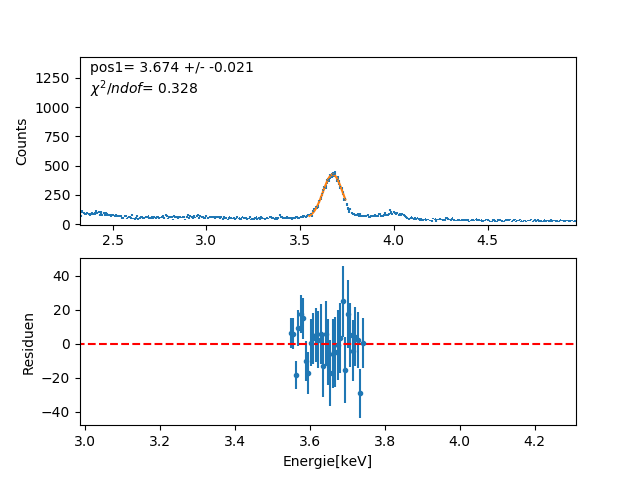 pos1= 3.674 +/- -0.021
χ²/ndof= 0.328
1250
1000
750
500
250
0
Counts
2.5 3.0 3.5 4.0 4.5
40
20
0
−20
−40
Residuen
3.0 3.2 3.4 3.6 3.8 4.0 4.2
Energie[keV]